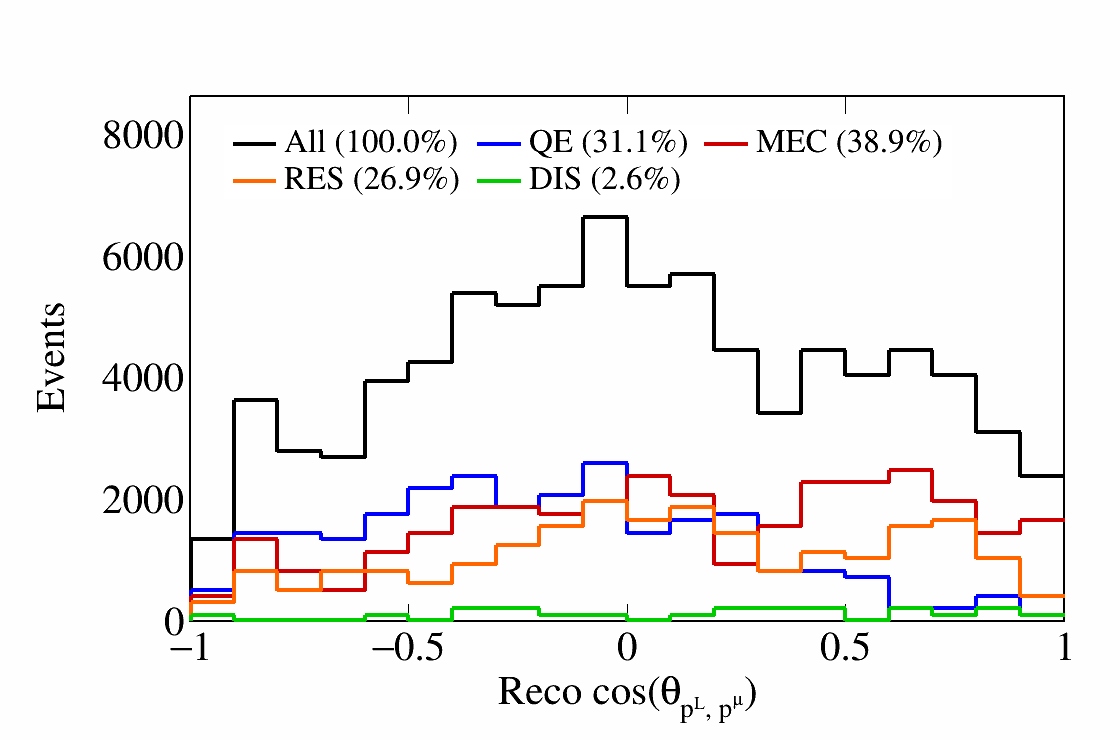 8000
All (100.0%) QE (31.1%) MEC (38.9%)
RES (26.9%) DIS (2.6%)
6000
4000
2000
0
Events
−1 −0.5 0 0.5 1
Reco cos(θ_{p^L, p^μ})